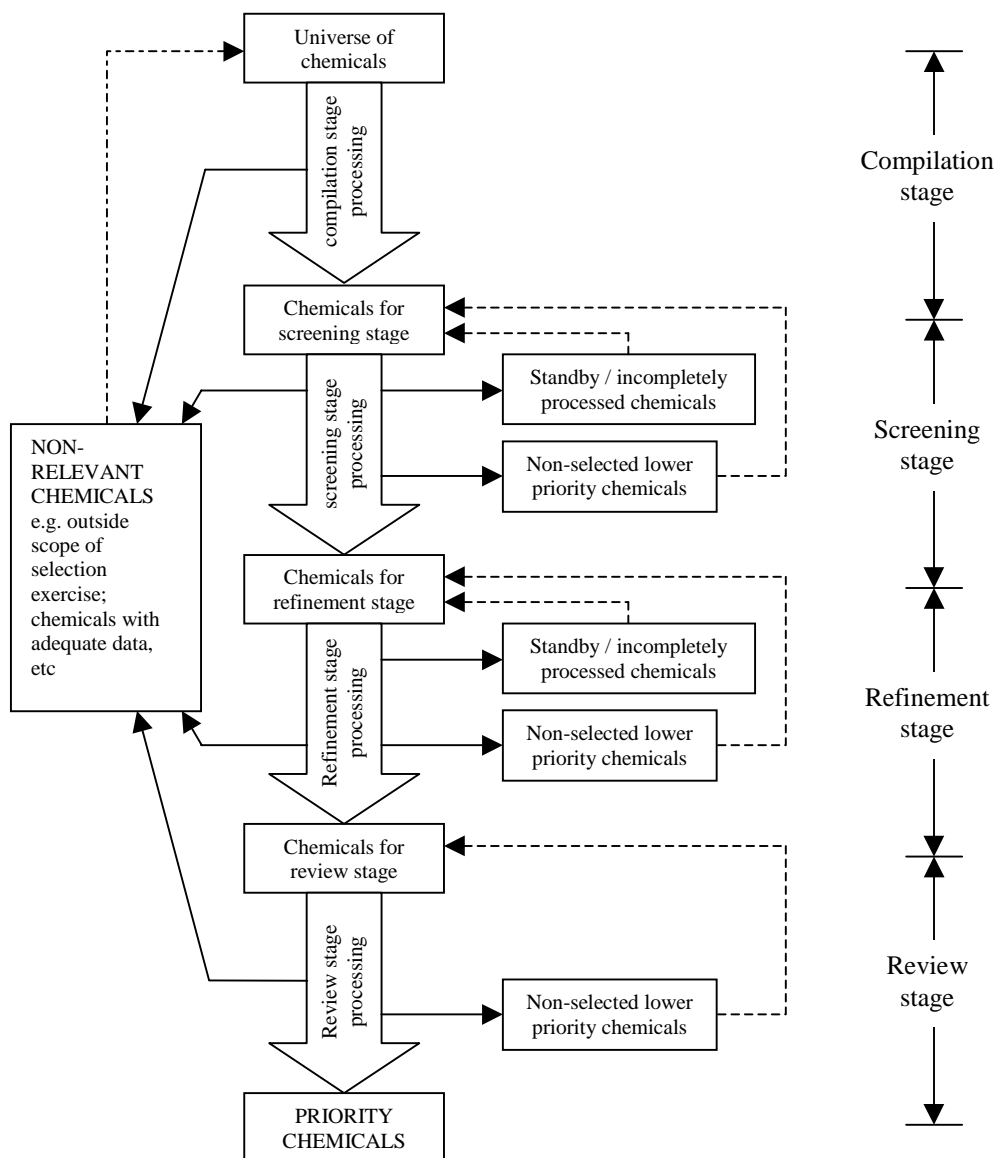 Universe of
chemicals
compilation stage
processing
Compilation
stage
Chemicals for
screening stage
Standby / incompletely
processed chemicals
screening stage
processing
Non-selected lower
priority chemicals
Screening
stage
NON-
RELEVANT
CHEMICALS
e.g. outside
scope of
selection
exercise;
chemicals with
adequate data,
etc
Chemicals for
refinement stage
Standby / incompletely
processed chemicals
Refinement stage
processing
Non-selected lower
priority chemicals
Refinement
stage
Chemicals for
review stage
Review stage
processing
Non-selected lower
priority chemicals
Review
stage
PRIORITY
CHEMICALS